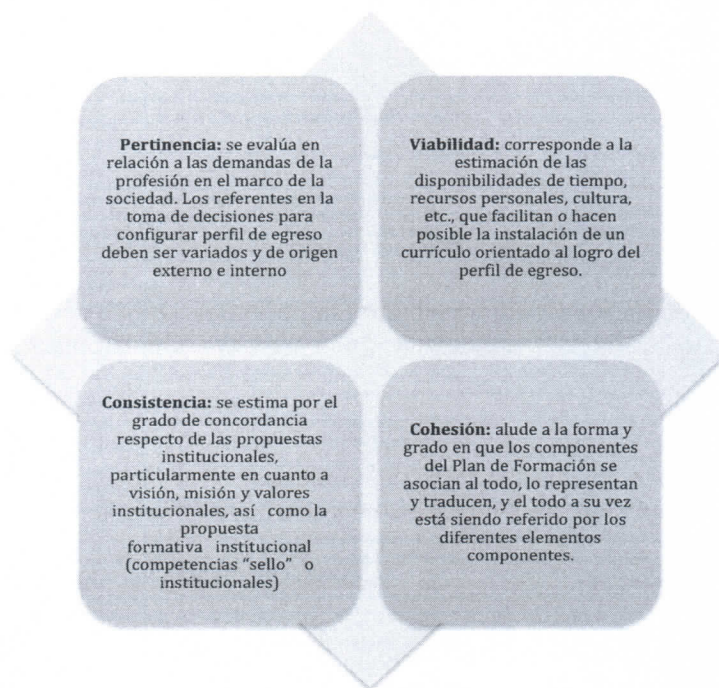 Pertinencia: se evalúa en
relación a las demandas de la
profesión en el marco de la
sociedad. Los referentes en la
toma de decisiones para
configurar perfil de egreso
deben ser variados y de origen
externo e interno
Viabilidad: corresponde a la
estimación de las
disponibilidades de tiempo,
recursos personales, cultura,
etc., que facilitan o hacen
posible la instalación de un
currículo orientado al logro del
perfil de egreso.
Consistencia: se estima por el
grado de concordancia
respecto de las propuestas
institucionales,
particularmente en cuanto a
visión, misión y valores
institucionales, así como la
propuesta
formativa institucional
(competencias "sello" o
institucionales)
Cohesión: alude a la forma y
grado en que los componentes
del Plan de Formación se
asocian al todo, lo representan
y traducen, y el todo a su vez
está siendo referido por los
diferentes elementos
componentes.